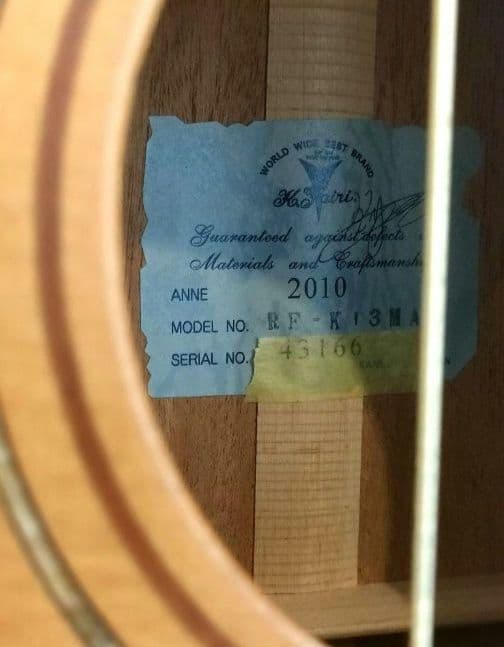 WORLD WIDE BEST BRAND
K. Yairi
Guaranteed against defects
Materials and Craftmansh
ANNE 2010
MODEL NO. RF-K13MA
SERIAL NO. 43166